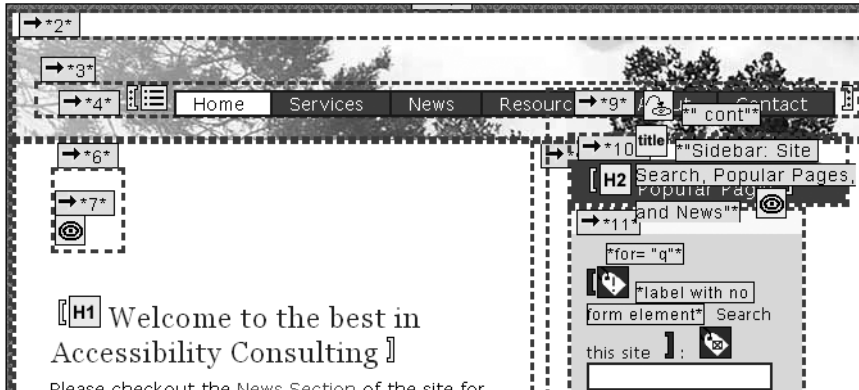 *2*
*3*
*4* Home Services News Resourc *9* A ut Contact
*" cont"*
*6* *10* title *"Sidebar: Site
H2 Search, Popular Pages,
*7* and News"*
*11*
*for= "q"*
H1 Welcome to the best in
*label with no
form element* Search
Accessibility Consulting
this site :
Please checkout the News Section of the site for